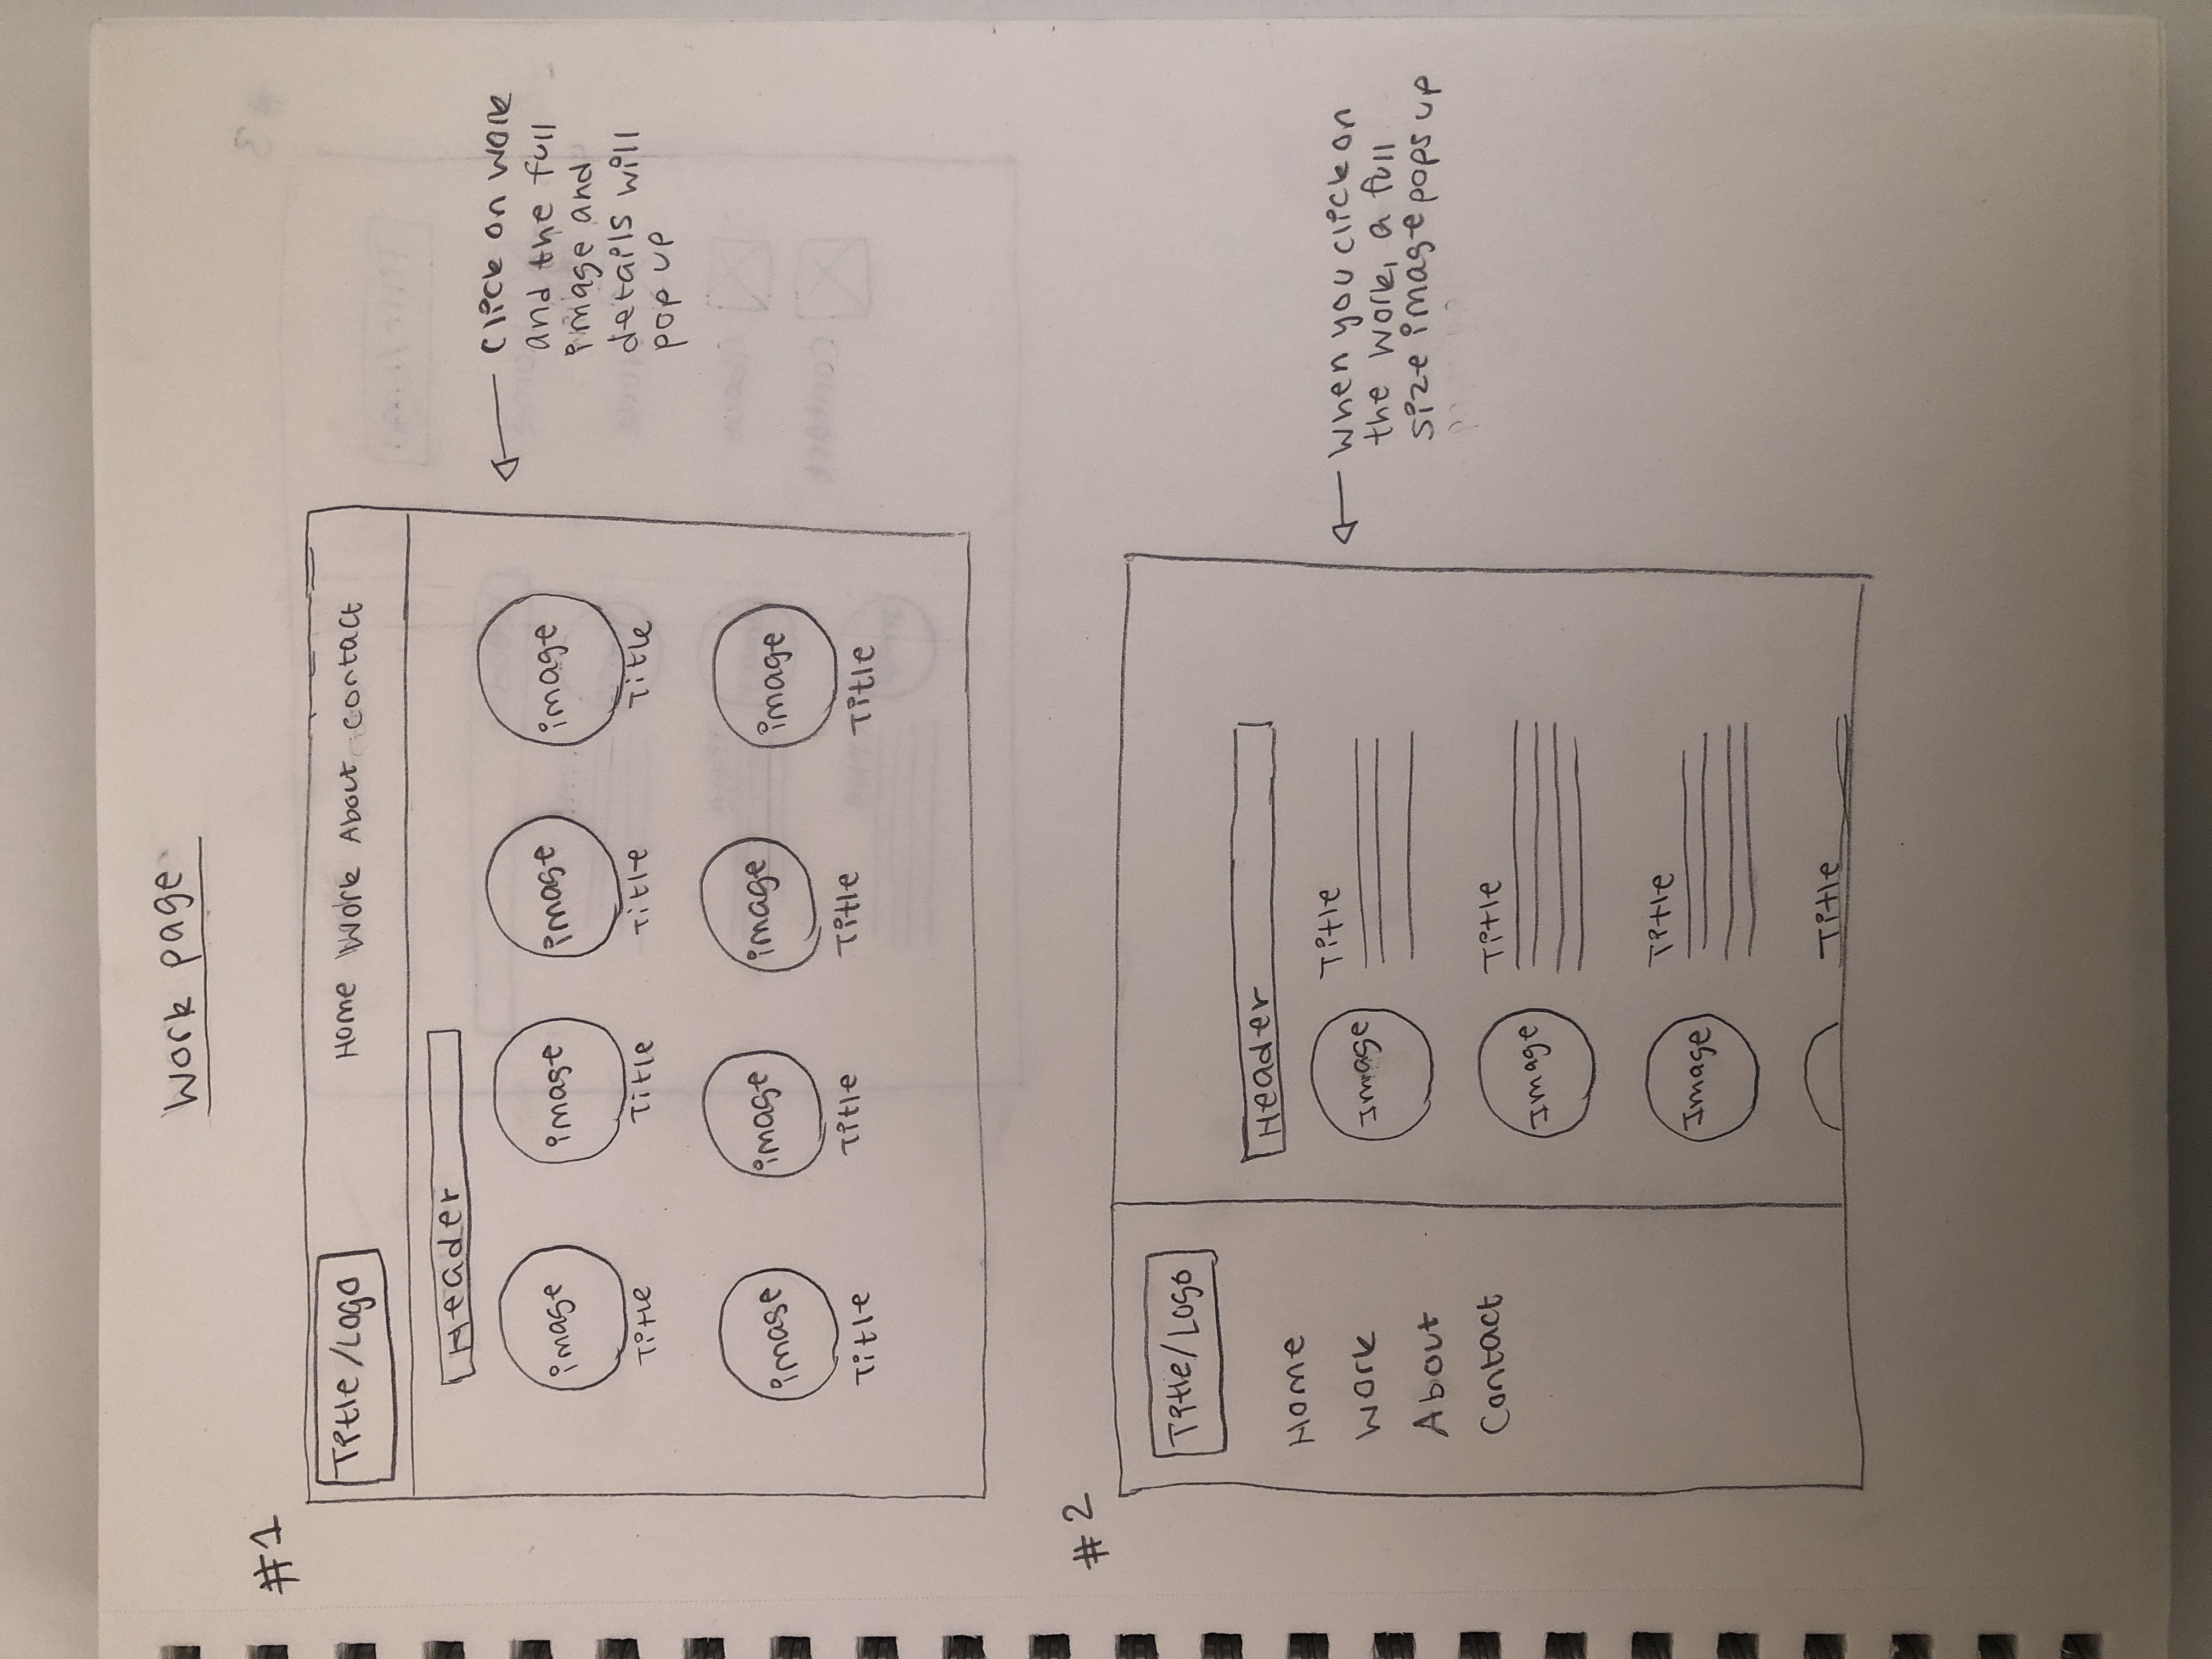 Work page
#1
Title/Logo
Home Work About Contact
Header
image image image image
Title Title Title Title
image image image image
Title Title Title Title
Click on work
and the full
image and
details will
pop up
#2
Title/Logo
Home
Work
About
Contact
Header
Image
Title
Image
Title
Image
Title
Title
When you click on
the work, a full
size image pops up
#3